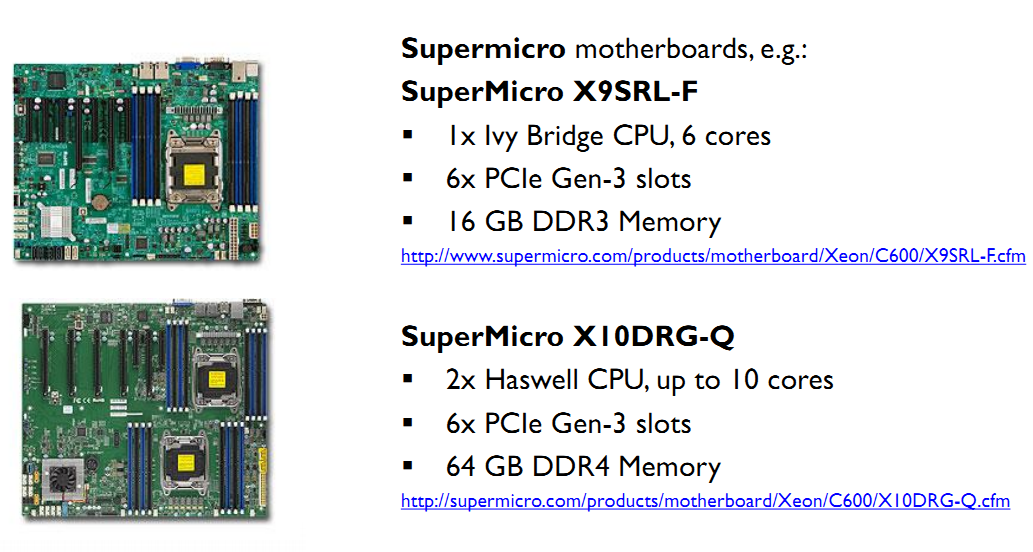 Supermicro motherboards, e.g.:
SuperMicro X9SRL-F
▪ 1x Ivy Bridge CPU, 6 cores
▪ 6x PCIe Gen-3 slots
▪ 16 GB DDR3 Memory
http://www.supermicro.com/products/motherboard/Xeon/C600/X9SRL-F.cfm
SuperMicro X10DRG-Q
▪ 2x Haswell CPU, up to 10 cores
▪ 6x PCIe Gen-3 slots
▪ 64 GB DDR4 Memory
http://supermicro.com/products/motherboard/Xeon/C600/X10DRG-Q.cfm